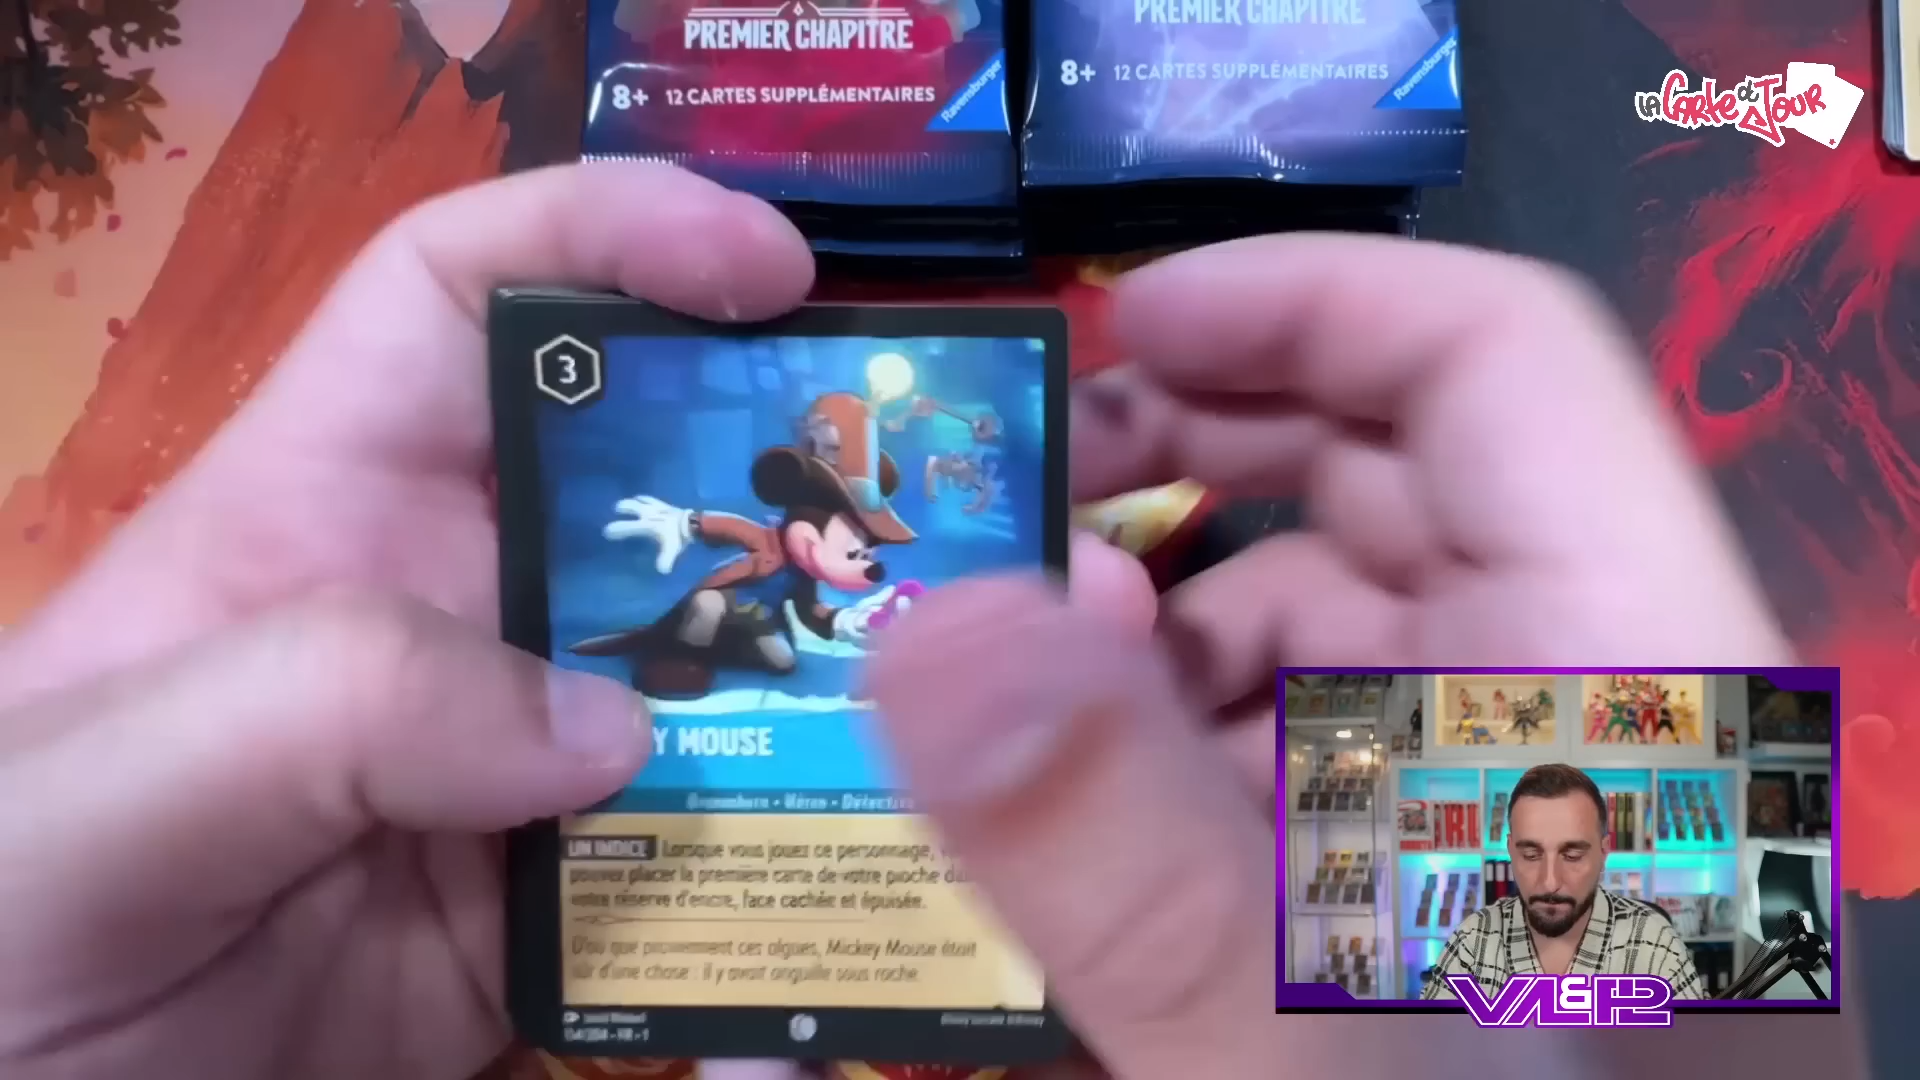 PREMIER CHAPITRE
8+ 12 CARTES SUPPLÉMENTAIRES
Ravensburger
PREMIER CHAPITRE
8+ 12 CARTES SUPPLÉMENTAIRES
Ravensburger
LA Carte et Jour
3
Y MOUSE
Héros • Détective
UN INDICE Lorsque vous jouez ce personnage,
pouvez placer la première carte de votre pioche
votre réserve d'encre, face cachée et épuisée.
D'où que proviennent ces algues, Mickey Mouse était
sûr d'une chose : il y avait anguille sous roche.